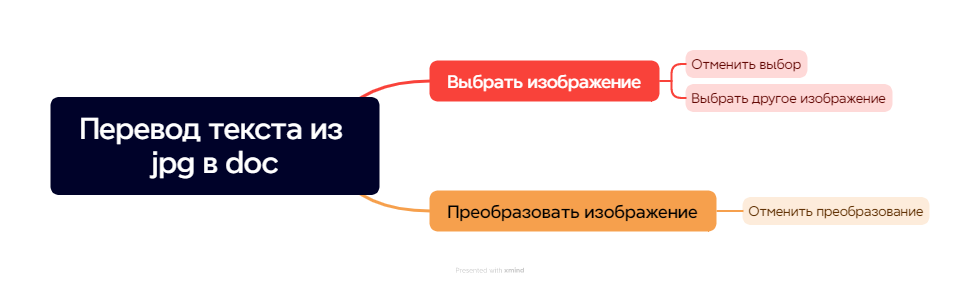 Перевод текста из
jpg в doc
Выбрать изображение
Отменить выбор
Выбрать другое изображение
Преобразовать изображение
Отменить преобразование
Presented with xmind